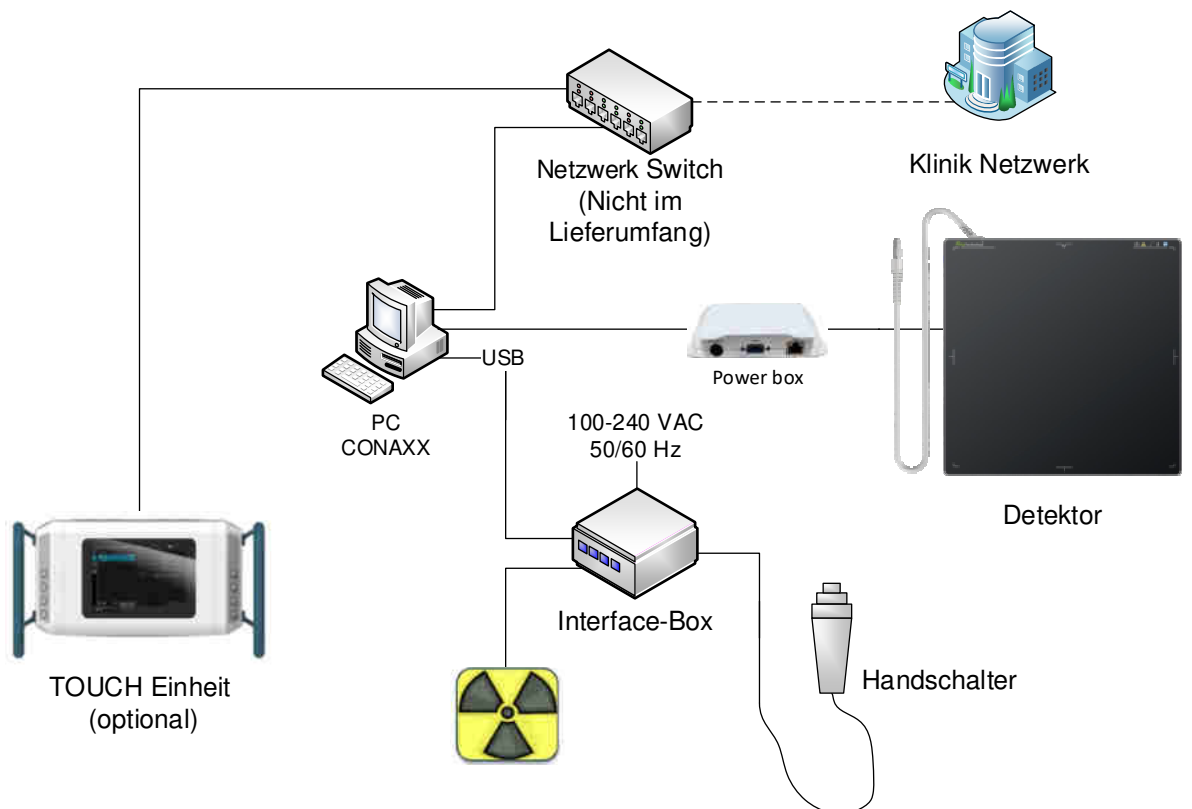 Netzwerk Switch
(Nicht im
Lieferumfang)
Klinik Netzwerk
USB
Power box
PC
CONAXX
100-240 VAC
50/60 Hz
Detektor
Interface-Box
Handschalter
TOUCH Einheit
(optional)